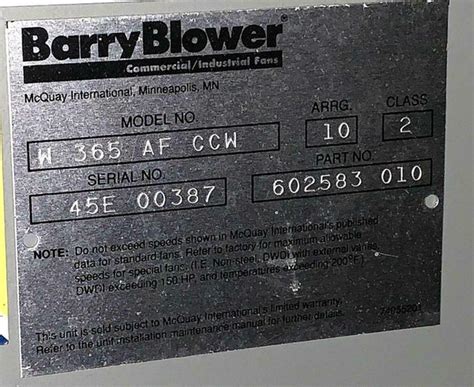 BarryBlower®
Commercial/Industrial Fans
McQuay International, Minneapolis, MN
MODEL NO. ARRG. CLASS
W 365 AF CCW 10 2
SERIAL NO. PART NO.
45E 00387 602583 010
NOTE: Do not exceed speeds shown in McQuay International's published
data for standard fans. Refer to factory for maximum allowable
speeds for special fans, (I.E. Non-steel, DWDI with external vanes
DWDI exceeding 150 HP, and temperatures exceeding 200°F.)
This unit is sold subject to McQuay International's limited warranty.
Refer to the unit installation maintenance manual for further details.